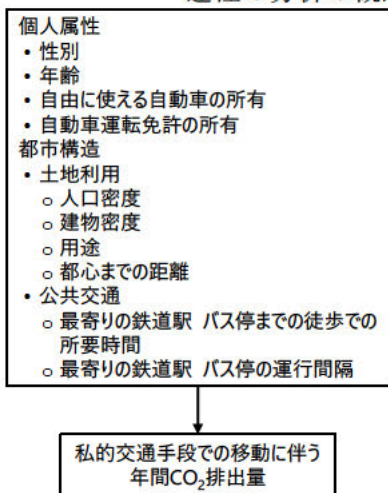 個人属性
• 性別
• 年齢
• 自由に使える自動車の所有
• 自動車運転免許の所有
都市構造
• 土地利用
o 人口密度
o 建物密度
o 用途
o 都心までの距離
• 公共交通
o 最寄りの鉄道駅 バス停までの徒歩での
所要時間
o 最寄りの鉄道駅 バス停の運行間隔
私的交通手段での移動に伴う
年間CO₂排出量